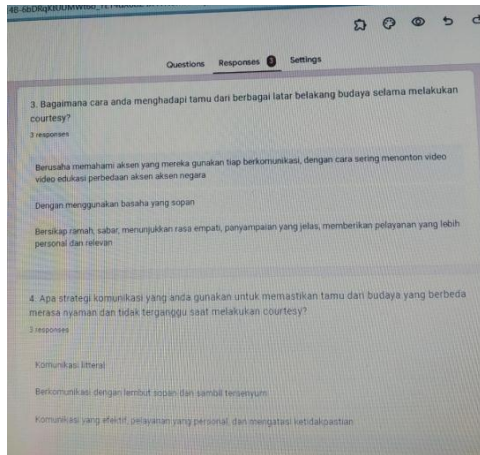 Questions Responses 3 Settings
3. Bagaimana cara anda menghadapi tamu dari berbagai latar belakang budaya selama melakukan
courtesy?
3 responses
Berusaha memahami aksen yang mereka gunakan tiap berkomunikasi, dengan cara sering menonton video
video edukasi perbedaan aksen aksen negara
Dengan menggunakan basaha yang sopan
Bersikap ramah, sabar, menunjukkan rasa empati, panyampaian yang jelas, memberikan pelayanan yang lebih
personal dan relevan
4. Apa strategi komunikasi yang anda gunakan untuk memastikan tamu dari budaya yang berbeda
merasa nyaman dan tidak terganggu saat melakukan courtesy?
3 responses
Komunikasi litteral
Berkomunikasi dengan lembut sopan dan sambil tersenyum
Komunikasi yang efektif, pelayanan yang personal, dan mengatasi ketidakpastian